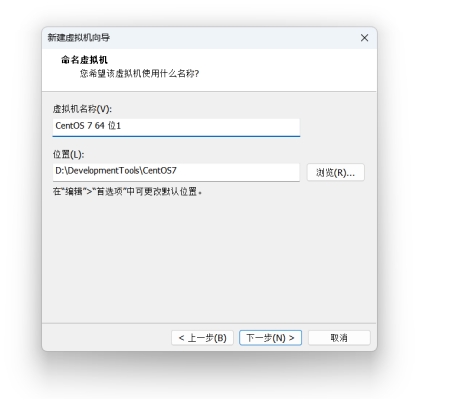 新建虚拟机向导
命名虚拟机
您希望该虚拟机使用什么名称?
虚拟机名称(V):
CentOS 7 64 位1
位置(L):
D:\DevelopmentTools\CentOS7
浏览(R)...
在“编辑”>“首选项”中可更改默认位置。
< 上一步(B)
下一步(N) >
取消